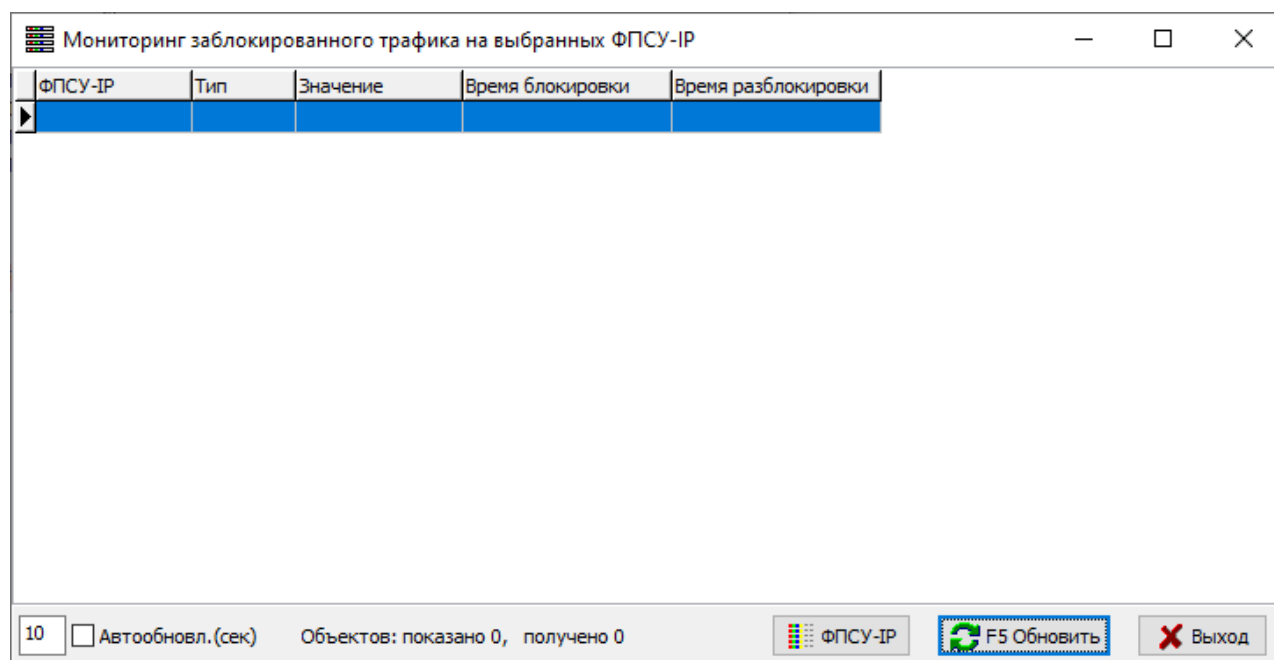 Мониторинг заблокированного трафика на выбранных ФПСУ-IP
ФПСУ-IP Тип Значение Время блокировки Время разблокировки
10 Автообновл.(сек) Объектов: показано 0, получено 0 ФПСУ-IP F5 Обновить Выход